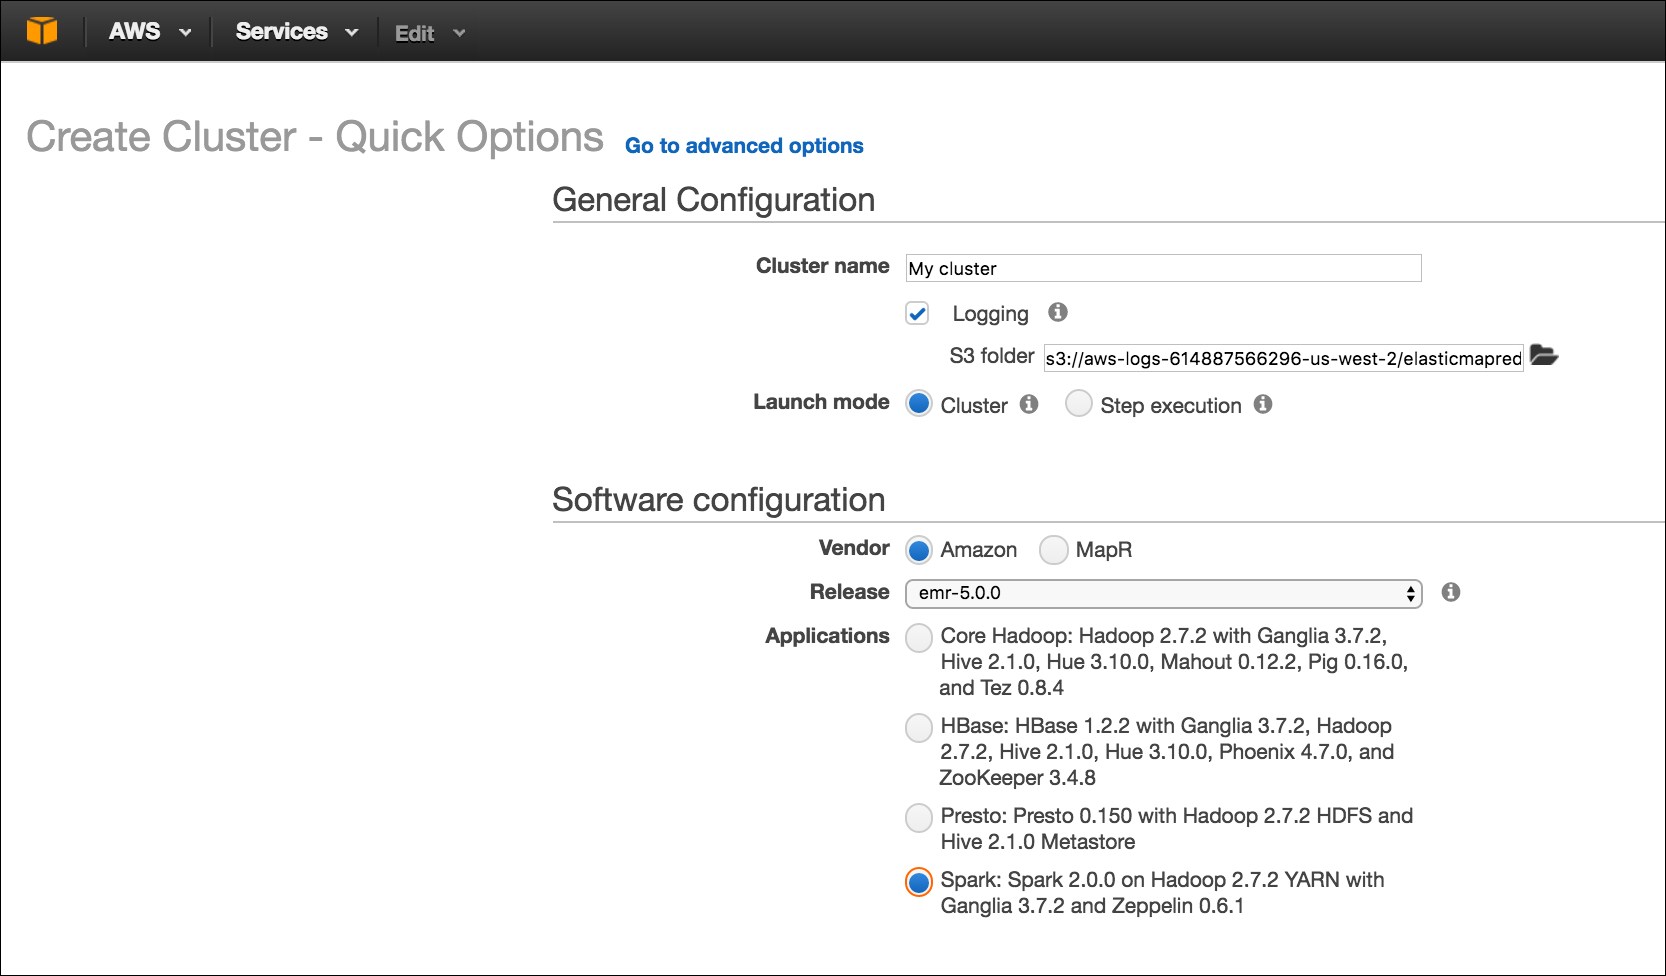 AWS Services Edit
Create Cluster - Quick Options Go to advanced options
General Configuration
Cluster name My cluster
Logging
S3 folder s3://aws-logs-614887566296-us-west-2/elasticmapred
Launch mode Cluster Step execution
Software configuration
Vendor Amazon MapR
Release emr-5.0.0
Applications Core Hadoop: Hadoop 2.7.2 with Ganglia 3.7.2,
Hive 2.1.0, Hue 3.10.0, Mahout 0.12.2, Pig 0.16.0,
and Tez 0.8.4
HBase: HBase 1.2.2 with Ganglia 3.7.2, Hadoop
2.7.2, Hive 2.1.0, Hue 3.10.0, Phoenix 4.7.0, and
ZooKeeper 3.4.8
Presto: Presto 0.150 with Hadoop 2.7.2 HDFS and
Hive 2.1.0 Metastore
Spark: Spark 2.0.0 on Hadoop 2.7.2 YARN with
Ganglia 3.7.2 and Zeppelin 0.6.1